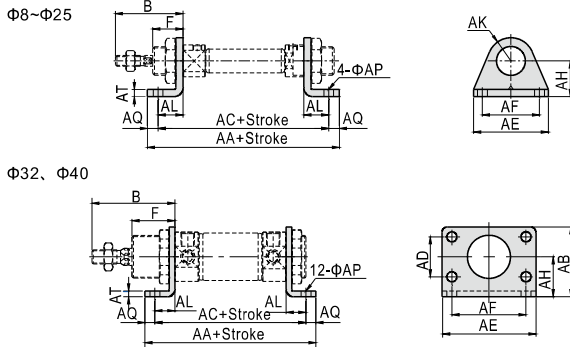 Φ8~Φ25
B
F
AK
4-ΦAP
AT
AL
AL
AH
AQ
AC+Stroke
AQ
AF
AA+Stroke
AE
Φ32、Φ40
B
F
12-ΦAP
AD
AH
AB
AT
AL
AL
AQ
AC+Stroke
AQ
AF
AA+Stroke
AE